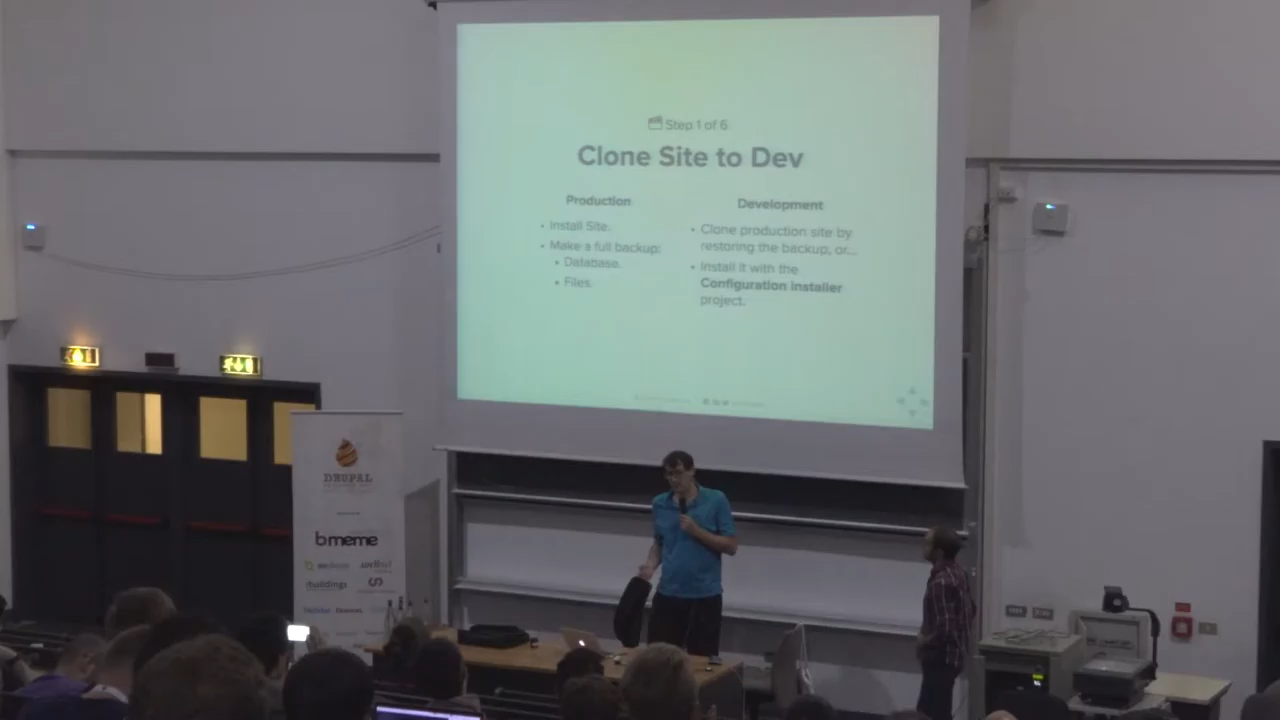 Step 1 of 6
Clone Site to Dev
Production
• Install Site.
• Make a full backup:
• Database.
• Files.
Development
• Clone production site by
restoring the backup, or...
• Install it with the
Configuration Installer
project.
DRUPAL
bmeme
buildings